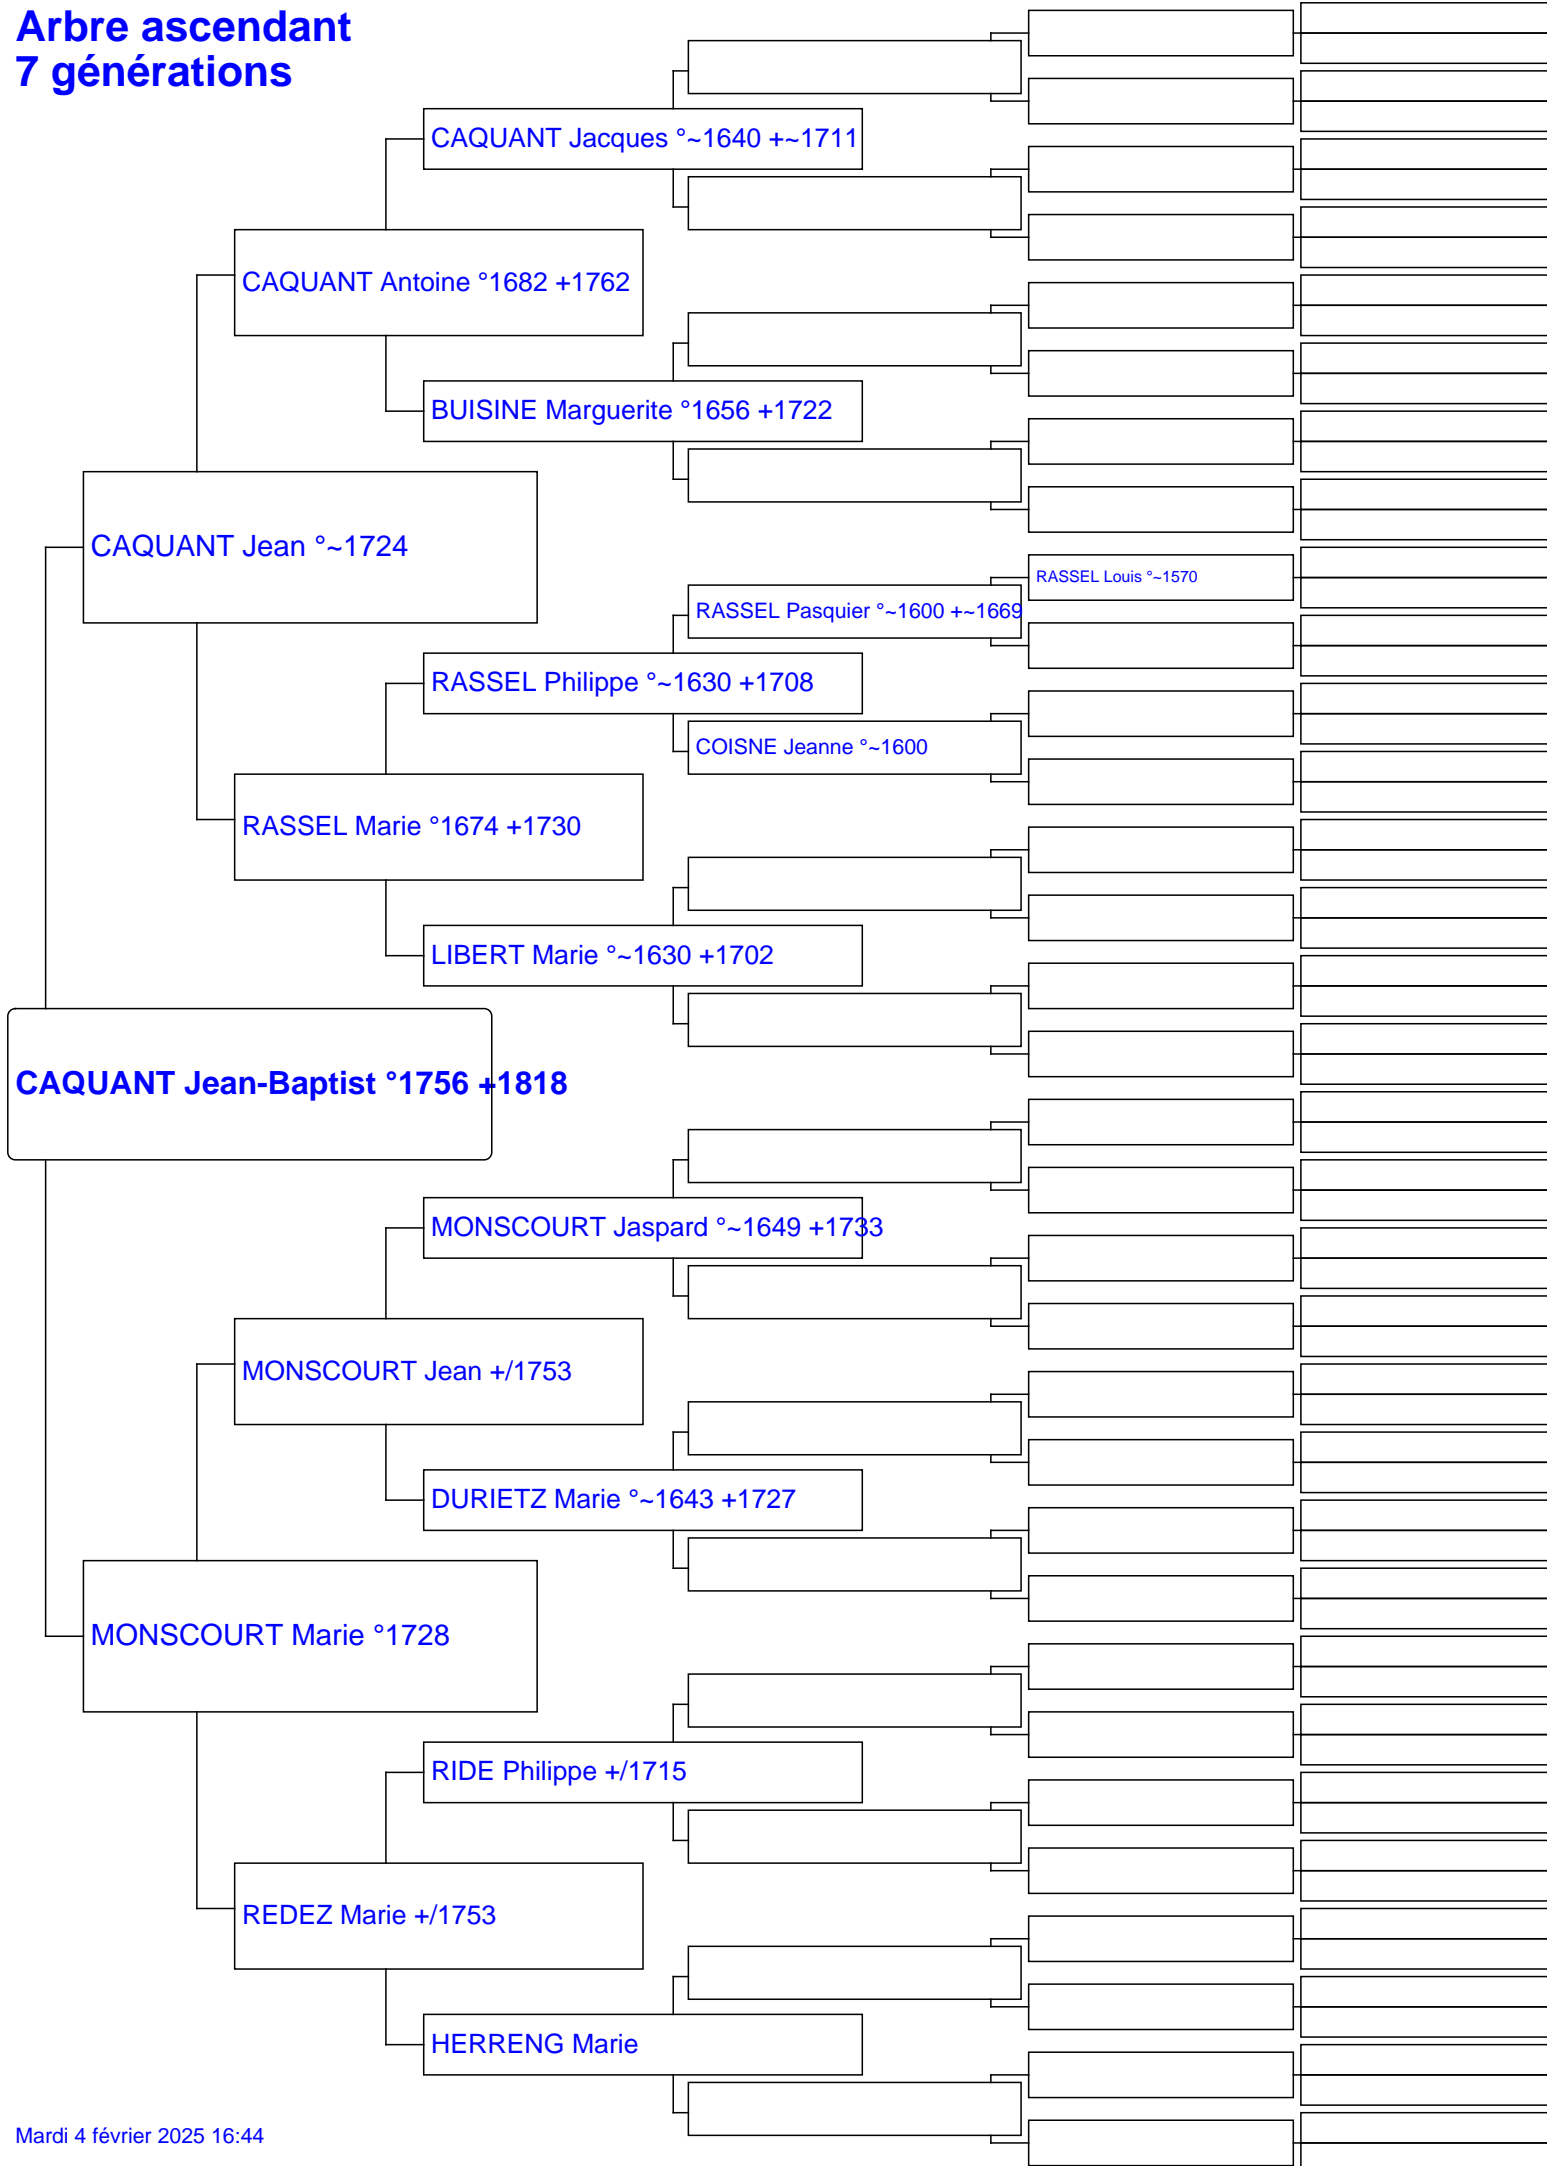 Arbre ascendant
7 générations
CAQUANT Jacques °~1640 +~1711
CAQUANT Antoine °1682 +1762
BUISINE Marguerite °1656 +1722
CAQUANT Jean °~1724
RASSEL Louis °~1570
RASSEL Pasquier °~1600 +~1669
RASSEL Philippe °~1630 +1708
COISNE Jeanne °~1600
RASSEL Marie °1674 +1730
LIBERT Marie °~1630 +1702
CAQUANT Jean-Baptist °1756 +1818
MONSCOURT Jaspard °~1649 +1733
MONSCOURT Jean +/1753
DURIETZ Marie °~1643 +1727
MONSCOURT Marie °1728
RIDE Philippe +/1715
REDEZ Marie +/1753
HERRENG Marie
Mardi 4 février 2025 16:44